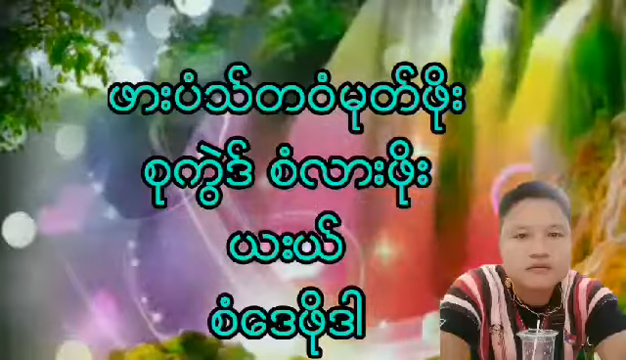 ဖားပံသ်တဝံမုတ်ဖိုး
စုကွဲဒ် စံလားဖိုး
ယးယ်
စံဒေဖိုဒါ